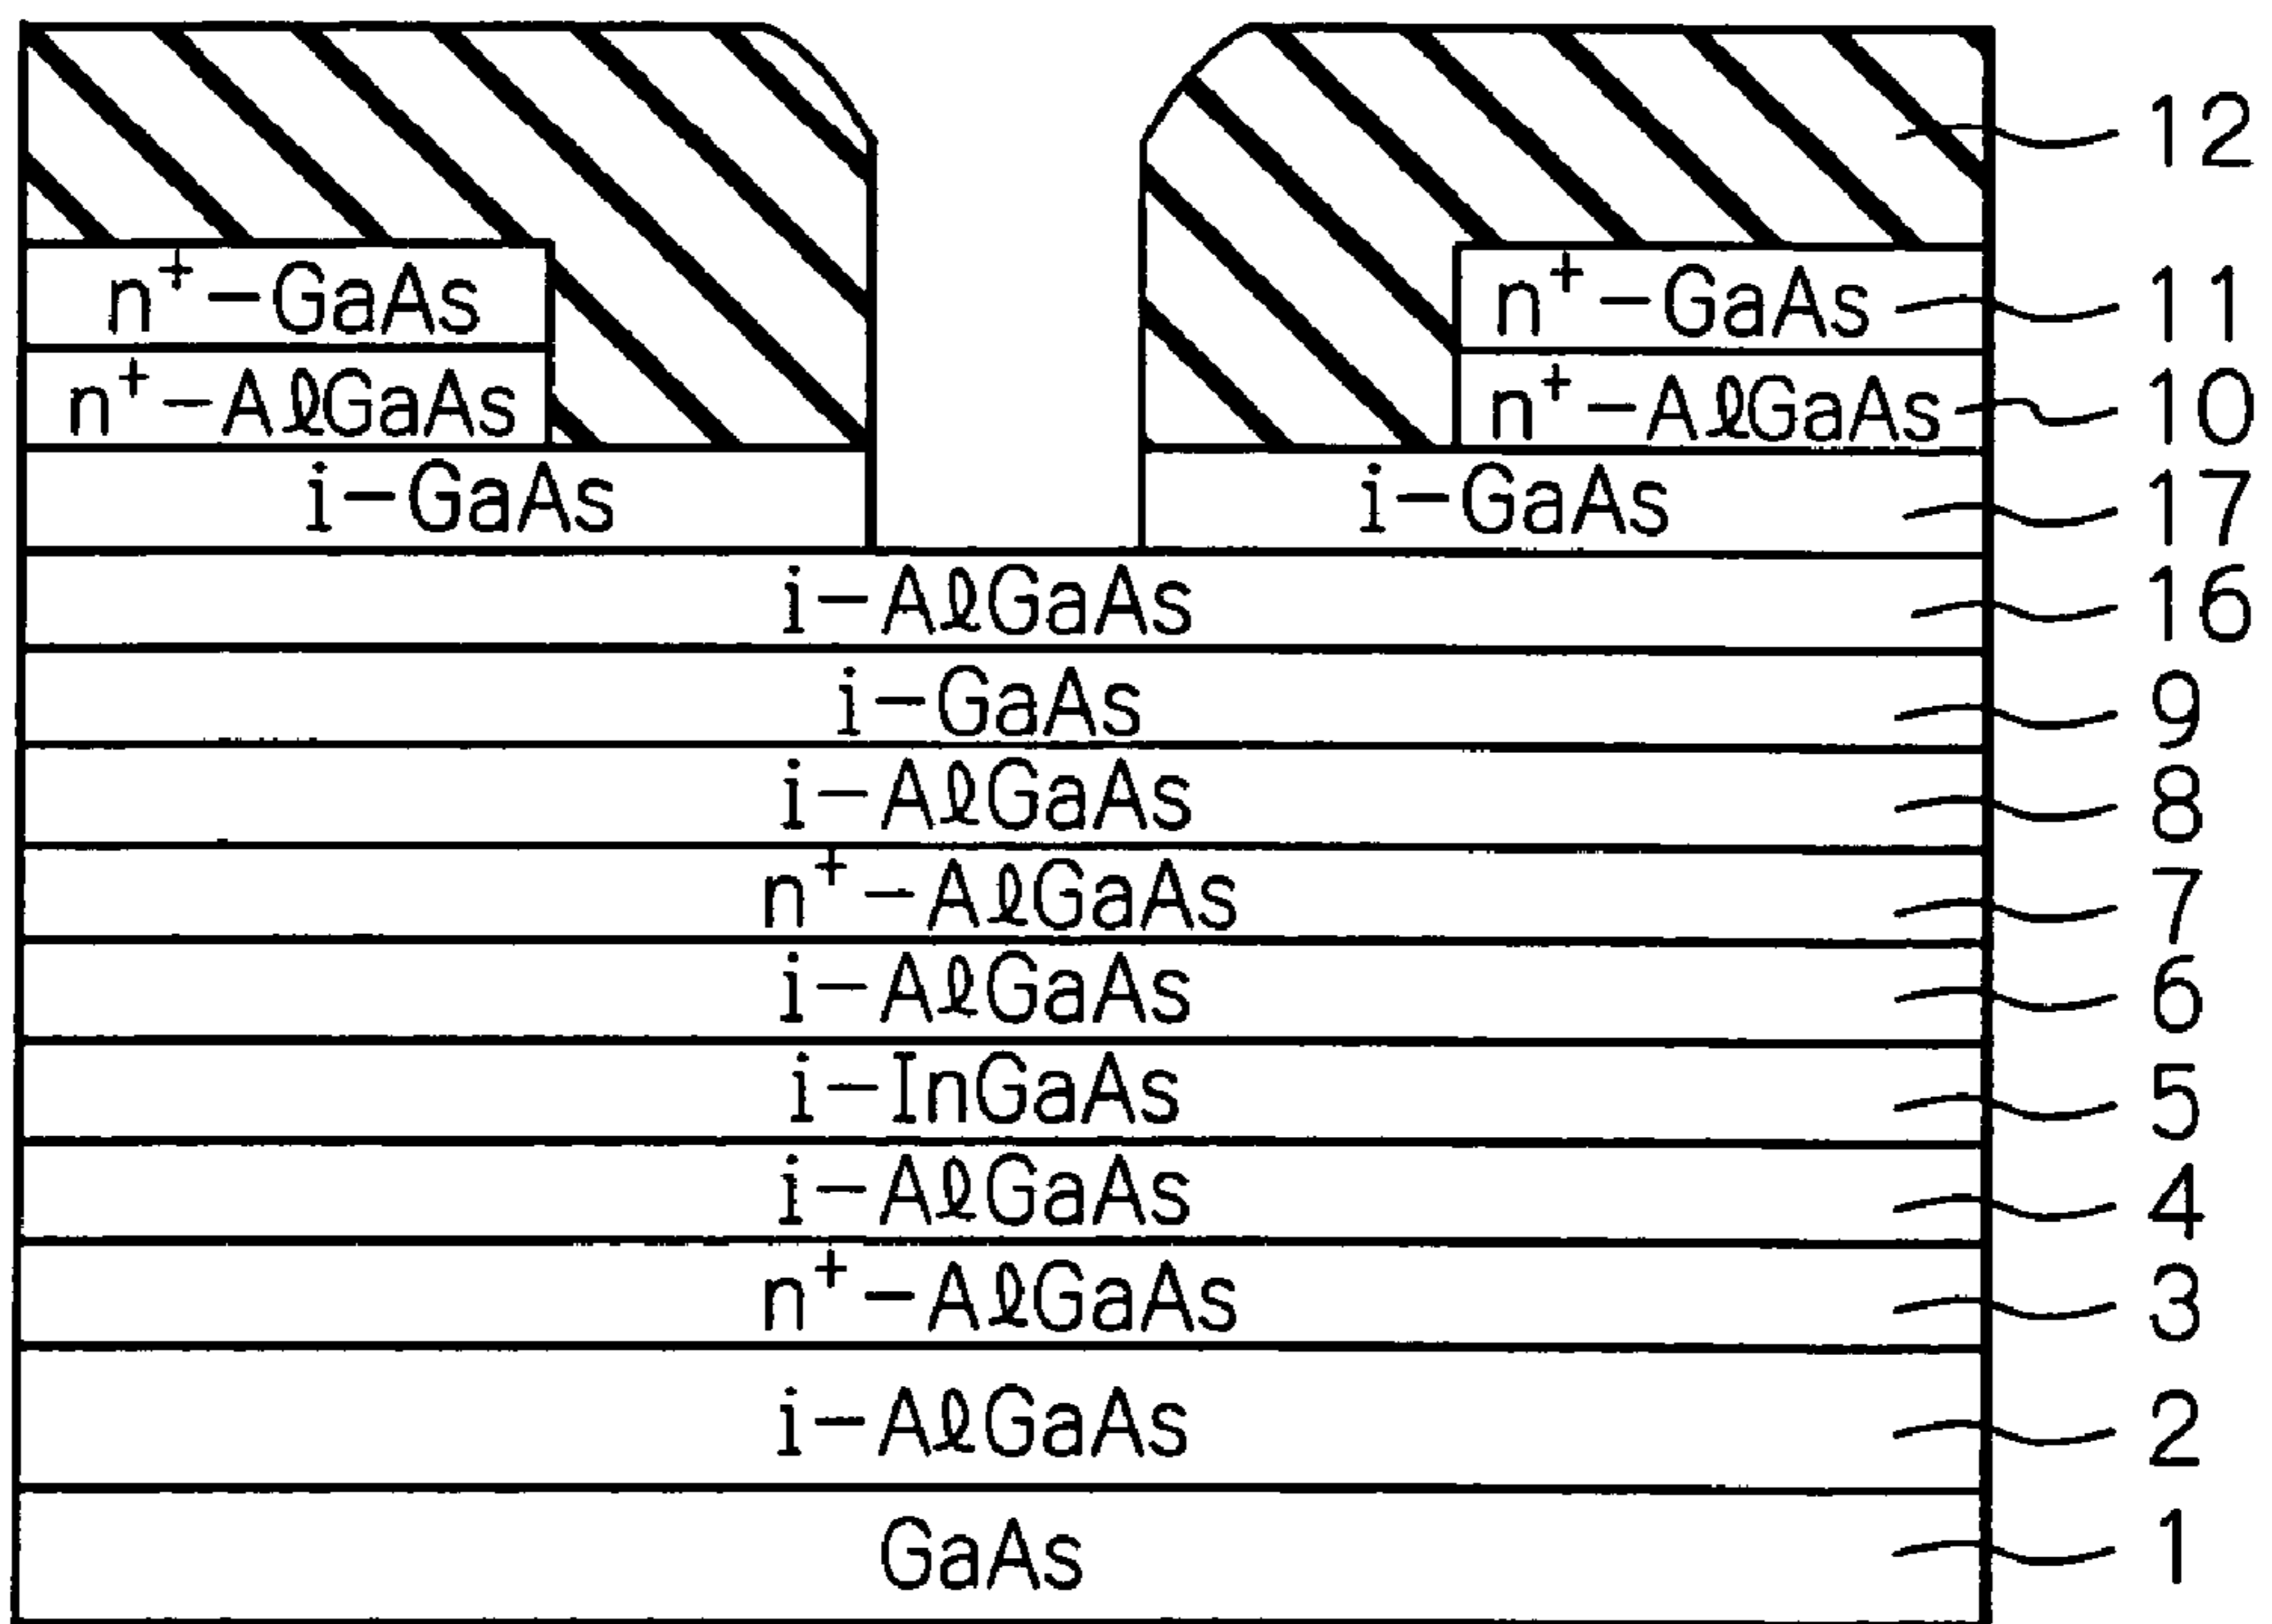 12
n⁺-GaAs n⁺-GaAs 11
n⁺-AℓGaAs n⁺-AℓGaAs 10
i-GaAs i-GaAs 17
i-AℓGaAs 16
i-GaAs 9
i-AℓGaAs 8
n⁺-AℓGaAs 7
i-AℓGaAs 6
i-InGaAs 5
i-AℓGaAs 4
n⁺-AℓGaAs 3
i-AℓGaAs 2
GaAs 1